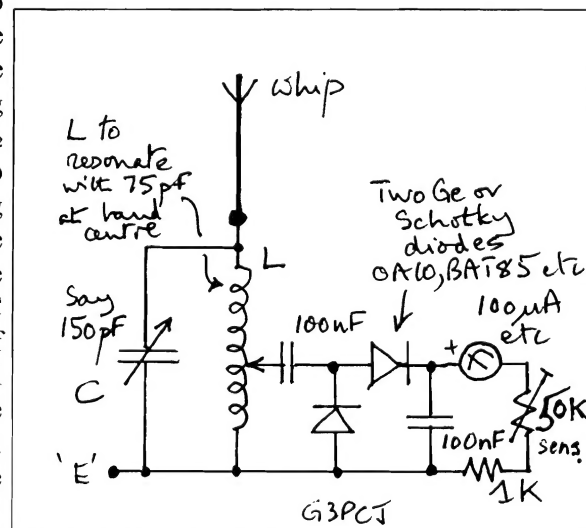 whip
L to
resonate
with 75pf
at band
centre
L
Two Ge or
Schottky
diodes
OA10, BAT85 etc
Say
150pF
C
100nF
100µA
etc
+
50K
sens.
100nF
1K
'E'
G3PCJ